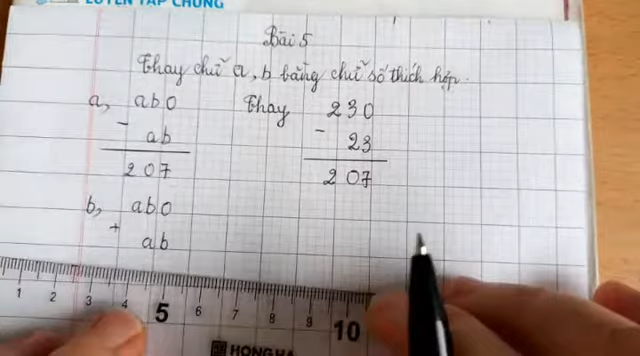 LUYỆN TẬP CHUNG
Bài 5
Thay chữ a, b bằng chữ số thích hợp.
a, ab0 Thay 230
- ab - 23
207 207
b, ab0
+ ab
1 2 3 4 5 6 7 8 9 10
HONG HA